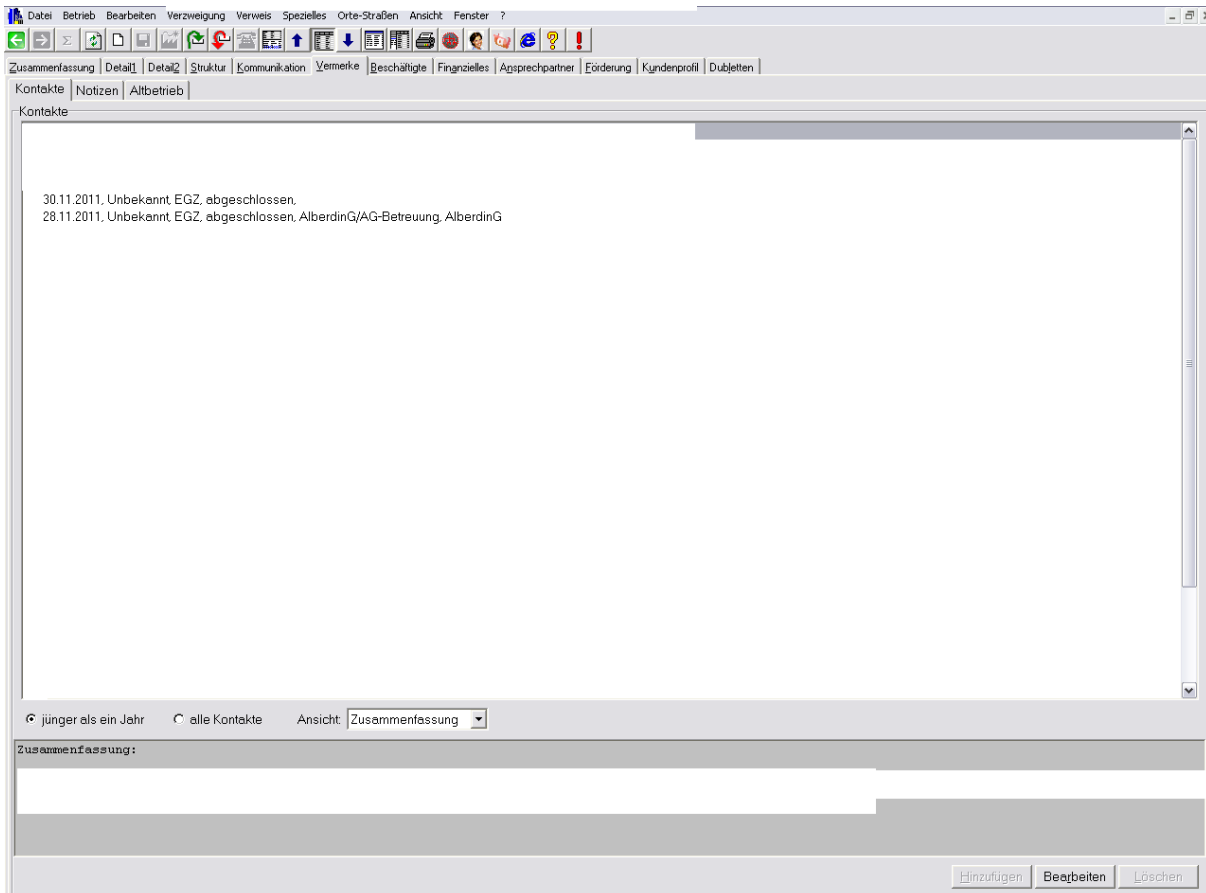 Datei Betrieb Bearbeiten Verzweigung Verweis Spezielles Orte-Straßen Ansicht Fenster ?
Zusammenfassung Detail1 Detail2 Struktur Kommunikation Vermerke Beschäftigte Finanzielles Ansprechpartner Förderung Kundenprofil Dubletten
Kontakte Notizen Altbetrieb
Kontakte
30.11.2011, Unbekannt, EGZ, abgeschlossen,
28.11.2011, Unbekannt, EGZ, abgeschlossen, AlberdinG/AG-Betreuung, AlberdinG
jünger als ein Jahr alle Kontakte Ansicht: Zusammenfassung
Zusammenfassung:
Hinzufügen Bearbeiten Löschen